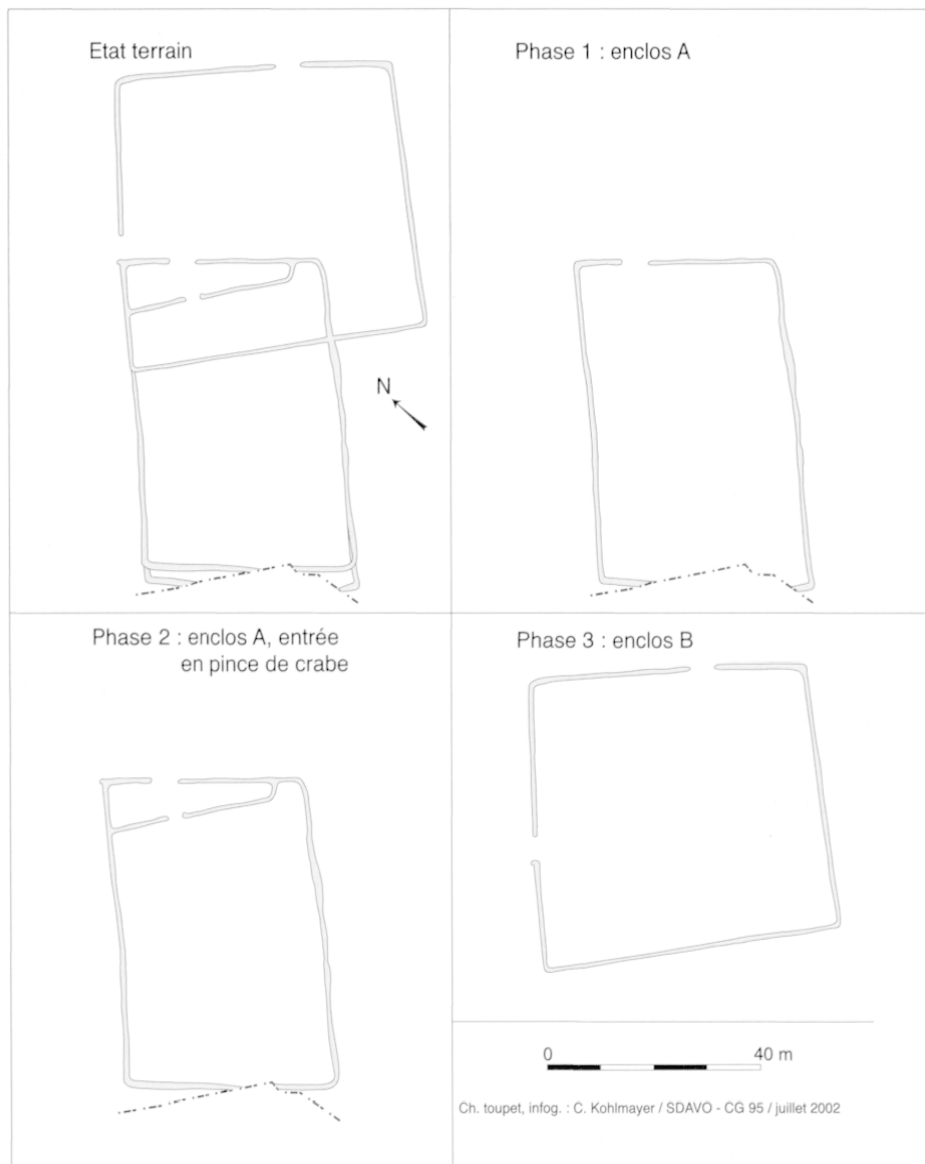 Etat terrain
Phase 1 : enclos A
N
Phase 2 : enclos A, entrée
en pince de crabe
Phase 3 : enclos B
0 40 m
Ch. toupet, infog. : C. Kohlmayer / SDAVO - CG 95 / juillet 2002